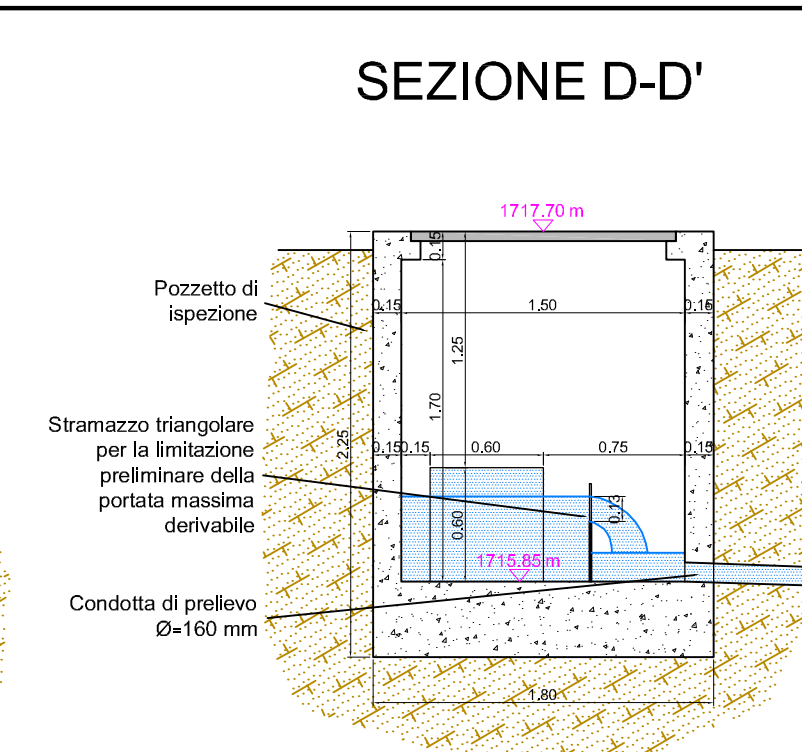 SEZIONE D-D'
1717.70 m
0.15
Pozzetto di
ispezione
0.15
1.50
0.15
1.25
1.70
2.25
Stramazzo triangolare
per la limitazione
preliminare della
portata massima
derivabile
0.15
0.15
0.60
0.75
0.15
0.13
0.60
1715.85 m
Condotta di prelievo
Ø=160 mm
1.80